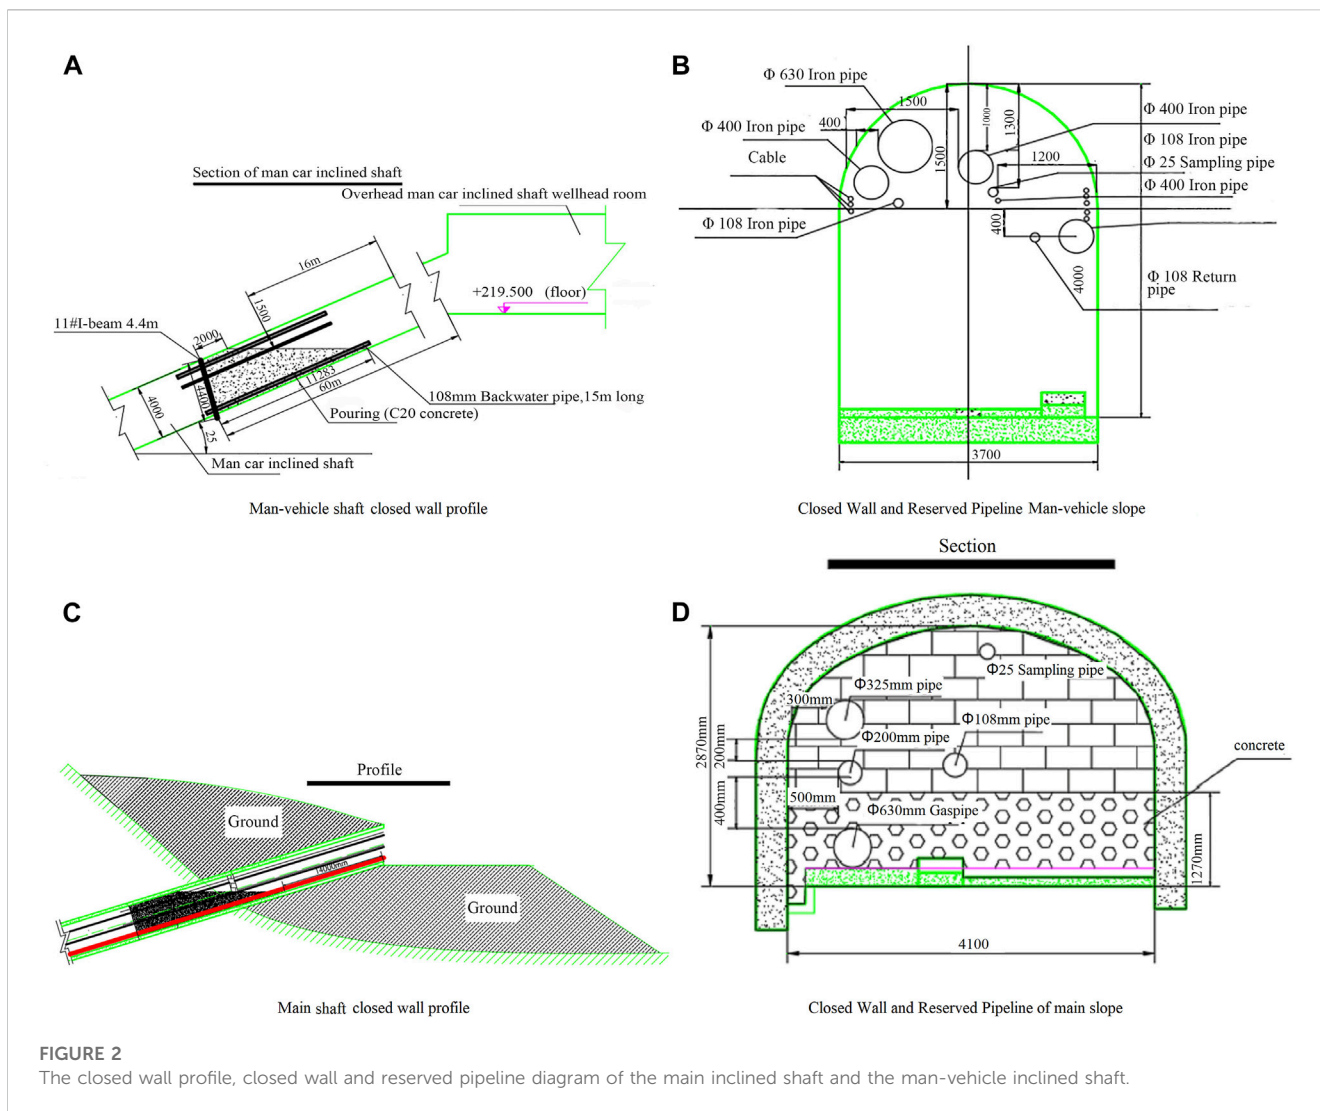 A
Section of man car inclined shaft
Overhead man car inclined shaft wellhead room
16m
+219.500 (floor)
1500
11#I-beam 4.4m
2000
11283
60m
4400
4000
108mm Backwater pipe,15m long
Pouring (C20 concrete)
25
Man car inclined shaft
Man-vehicle shaft closed wall profile
B
Φ 630 Iron pipe
1500
Φ 400 Iron pipe
400
Cable
Φ 108 Iron pipe
1500
1000
1300
Φ 400 Iron pipe
Φ 108 Iron pipe
1200
Φ 25 Sampling pipe
Φ 400 Iron pipe
400
4000
Φ 108 Return
pipe
3700
Closed Wall and Reserved Pipeline Man-vehicle slope
C
Profile
Ground
14000mm
Ground
Main shaft closed wall profile
Section
D
Φ25 Sampling pipe
Φ325mm pipe
300mm
Φ108mm pipe
Φ200mm pipe
concrete
2870mm
200mm
400mm
500mm
Φ630mm Gaspipe
1270mm
4100
Closed Wall and Reserved Pipeline of main slope
FIGURE 2
The closed wall profile, closed wall and reserved pipeline diagram of the main inclined shaft and the man-vehicle inclined shaft.